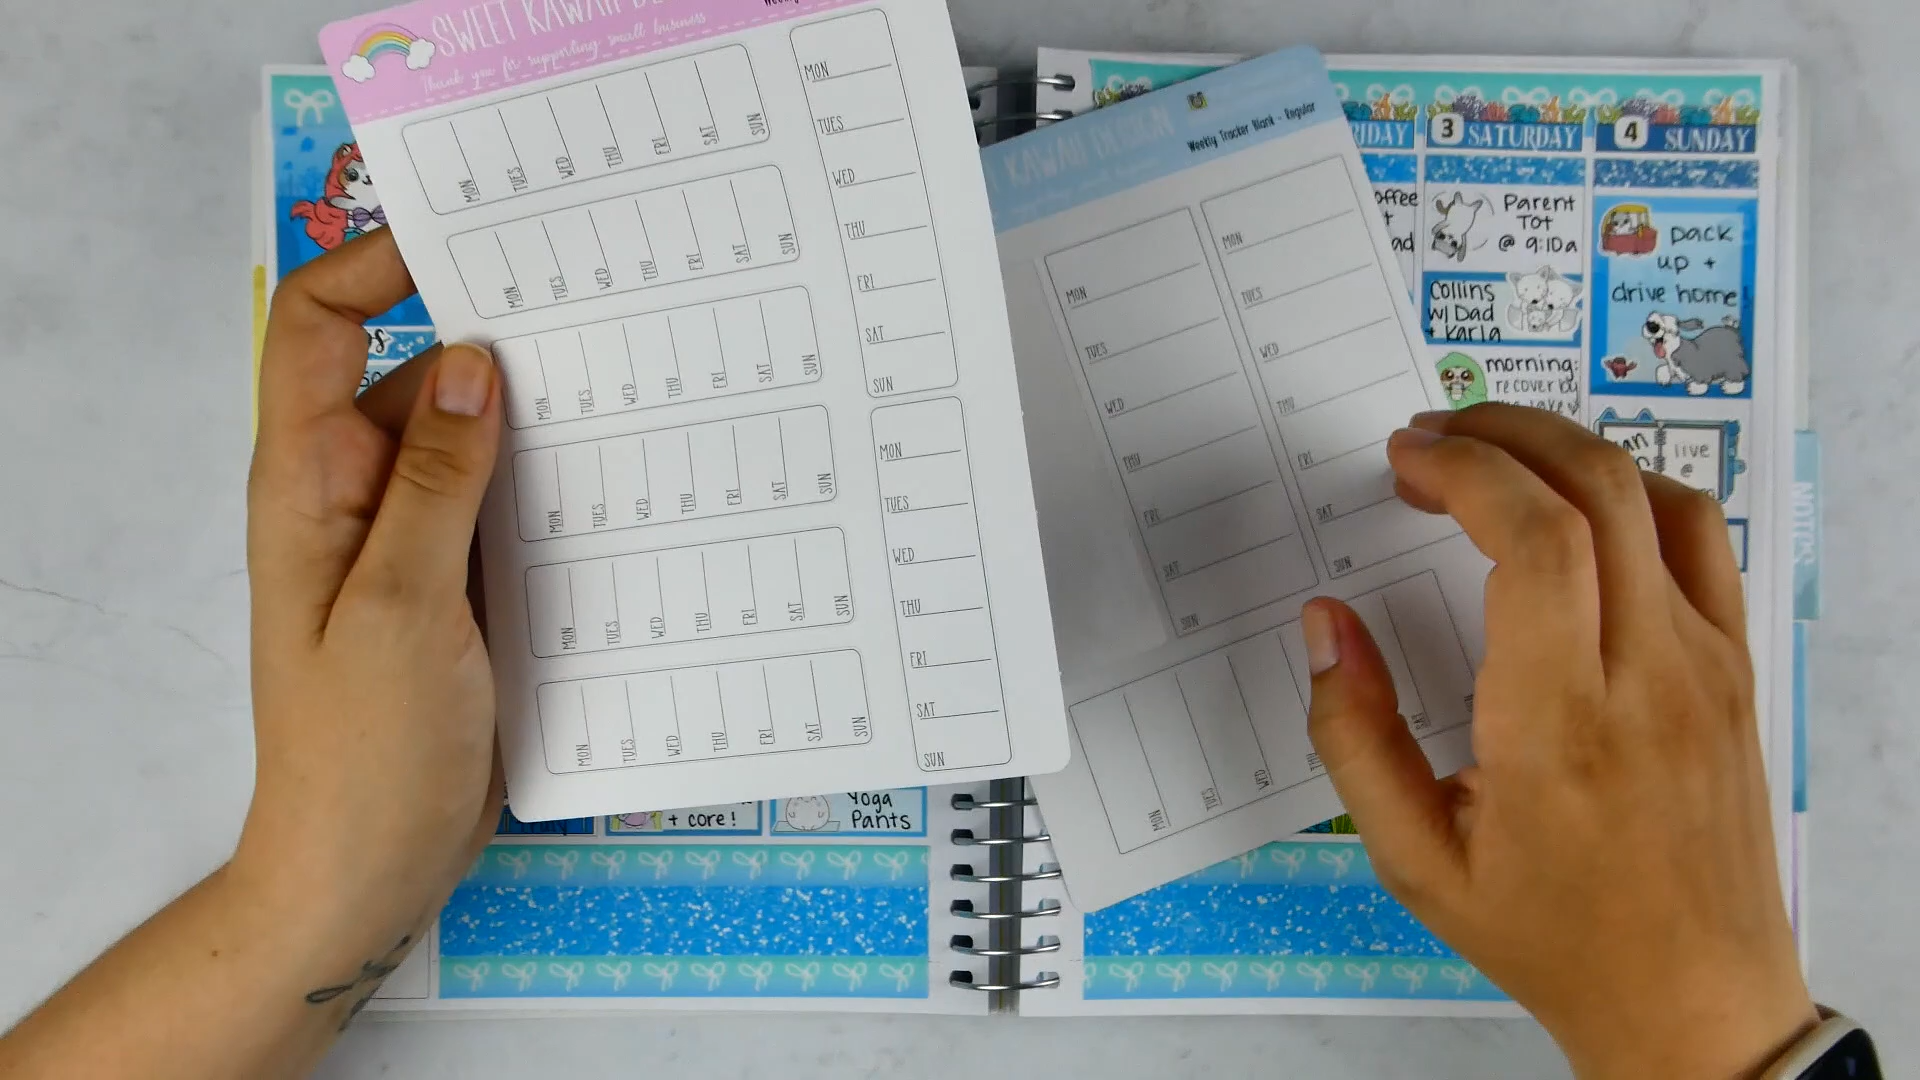 SWEET KAWAII
Thank you for supporting small business
MON
TUES
WED
THU
FRI
SAT
SUN
MON
TUES
WED
THU
FRI
SAT
SUN
MON
TUES
WED
THU
FRI
SAT
SUN
MON
TUES
WED
THU
FRI
SAT
SUN
MON
TUES
WED
THU
FRI
SAT
SUN
MON
TUES
WED
THU
FRI
SAT
SUN
MON
TUES
WED
THU
FRI
SAT
SUN
MON
TUES
WED
THU
FRI
SAT
SUN
KAWAII DESIGN
Weekly Tracker Blank - Regular
MON
TUES
WED
THU
FRI
SAT
SUN
MON
TUES
WED
THU
FRI
SAT
SUN
MON
TUES
WED
THU
SAT
3 SATURDAY
Parent
Tot
@ 9:10a
Collins
w/ Dad
+ Karla
morning:
recover by
4 SUNDAY
pack
up +
drive home!
live
@
NOTES
+ core!
Yoga
Pants